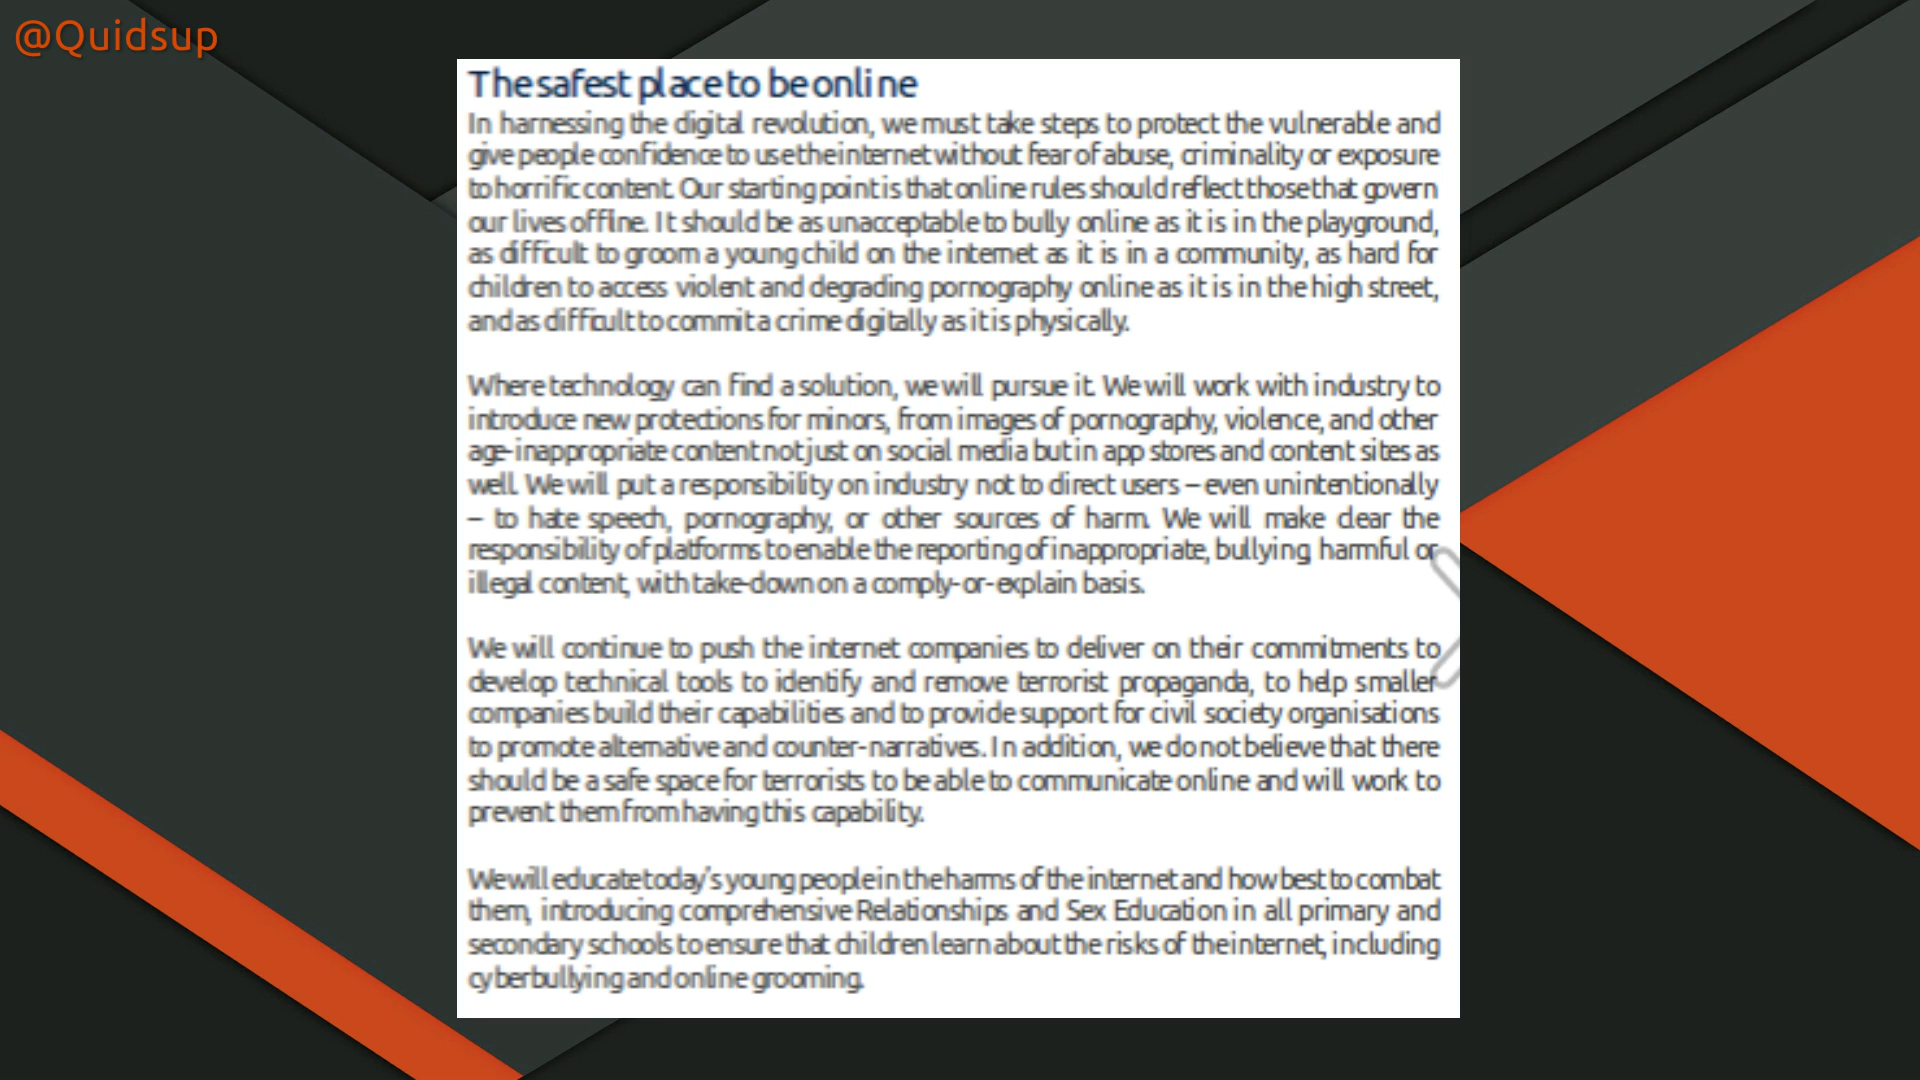 @Quidsup
The safest place to be online
In harnessing the digital revolution, we must take steps to protect the vulnerable and
give people confidence to use the internet without fear of abuse, criminality or exposure
to horrific content. Our starting point is that online rules should reflect those that govern
our lives offline. It should be as unacceptable to bully online as it is in the playground,
as difficult to groom a young child on the internet as it is in a community, as hard for
children to access violent and degrading pornography online as it is in the high street,
and as difficult to commit a crime digitally as it is physically.
Where technology can find a solution, we will pursue it. We will work with industry to
introduce new protections for minors, from images of pornography, violence, and other
age-inappropriate content not just on social media but in app stores and content sites as
well. We will put a responsibility on industry not to direct users – even unintentionally
– to hate speech, pornography, or other sources of harm. We will make clear the
responsibility of platforms to enable the reporting of inappropriate, bullying, harmful or
illegal content, with take-down on a comply-or-explain basis.
We will continue to push the internet companies to deliver on their commitments to
develop technical tools to identify and remove terrorist propaganda, to help smaller
companies build their capabilities and to provide support for civil society organisations
to promote alternative and counter-narratives. In addition, we do not believe that there
should be a safe space for terrorists to be able to communicate online and will work to
prevent them from having this capability.
We will educate today's young people in the harms of the internet and how best to combat
them, introducing comprehensive Relationships and Sex Education in all primary and
secondary schools to ensure that children learn about the risks of the internet, including
cyberbullying and online grooming.